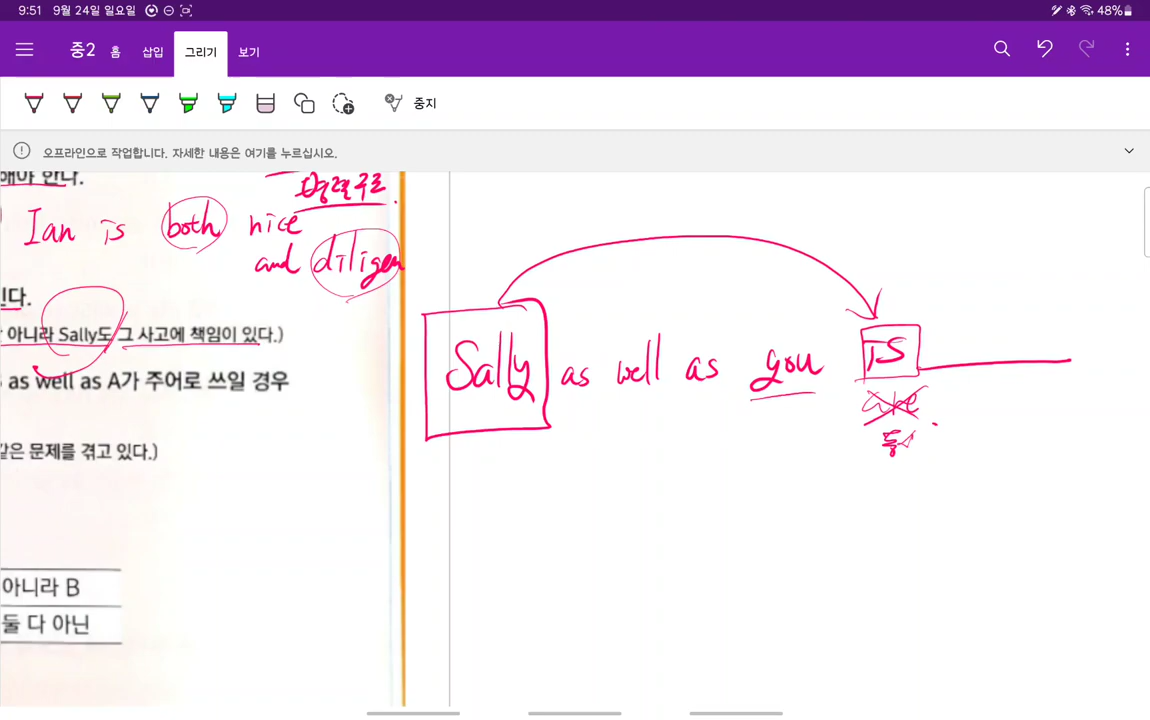 9:51 9월 24일 일요일 48%
중2 홈 삽입 그리기 보기
중지
오프라인으로 작업합니다. 자세한 내용은 여기를 누르십시오.
해야 한다.
병렬구조.
Ian is both nice
and diligen
다.
아니라 Sally도 그 사고에 책임이 있다.)
as well as A가 주어로 쓰일 경우
Sally as well as you is
are
같은 문제를 겪고 있다.)
아니라 B
둘 다 아닌